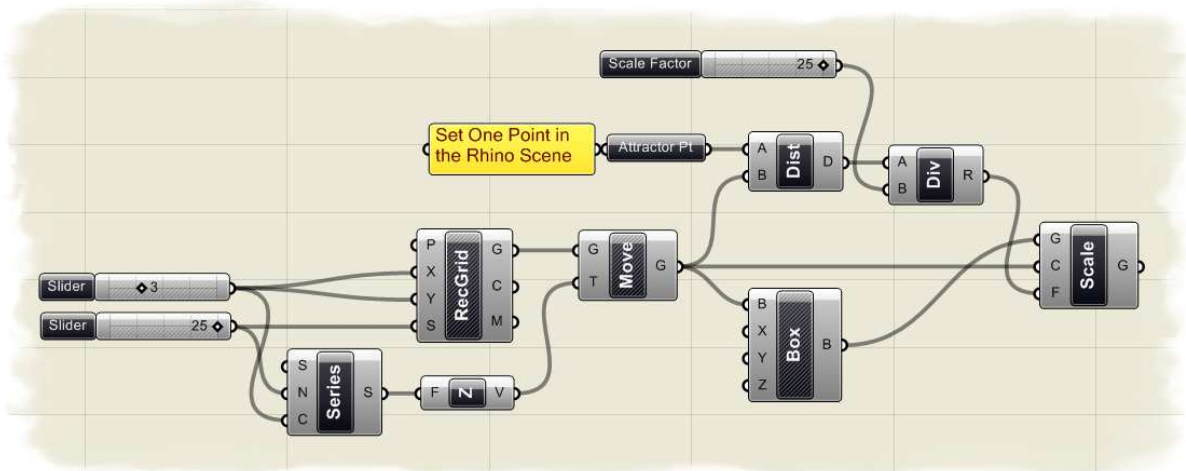 Scale Factor 25
Set One Point in
the Rhino Scene
Attractor Pt
A
B
Dist
D
A
B
Div
R
P
X
Y
S
RecGrid
G
C
M
G
T
Move
G
G
C
F
Scale
G
Slider 3
Slider 25
S
N
C
Series
S
F
Z
V
B
X
Y
Z
Box
B